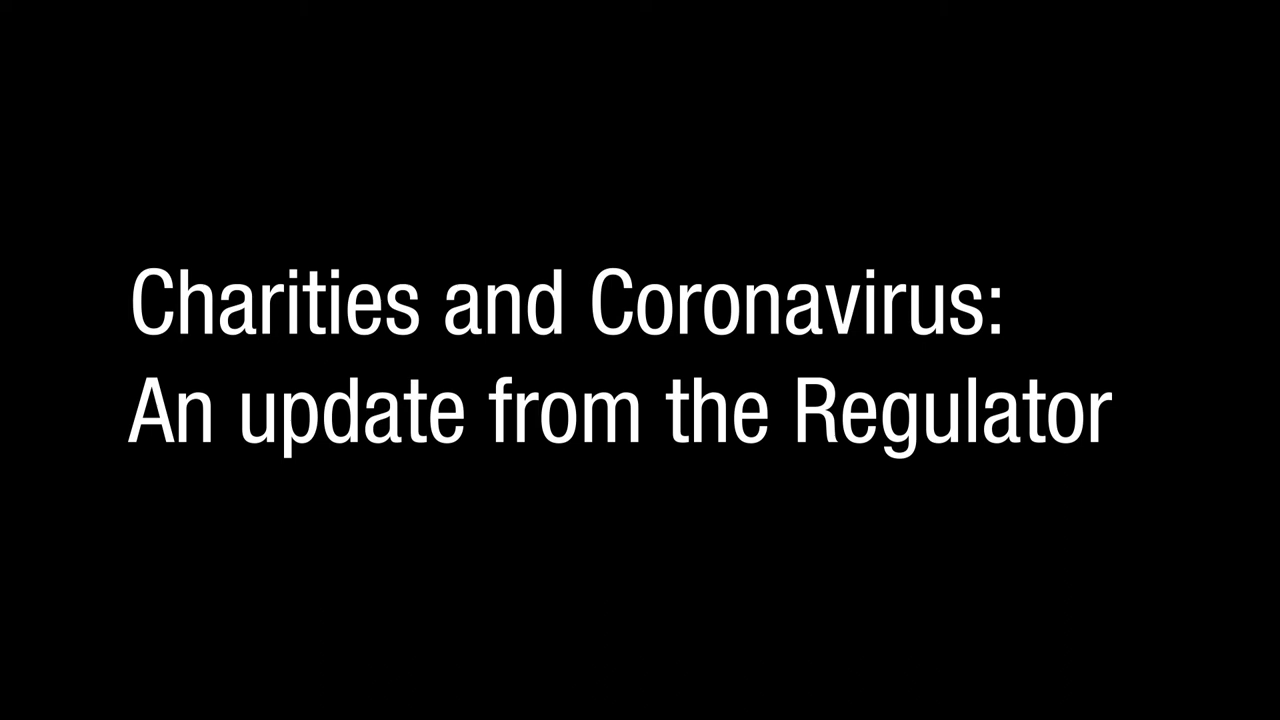 Charities and Coronavirus:
An update from the Regulator